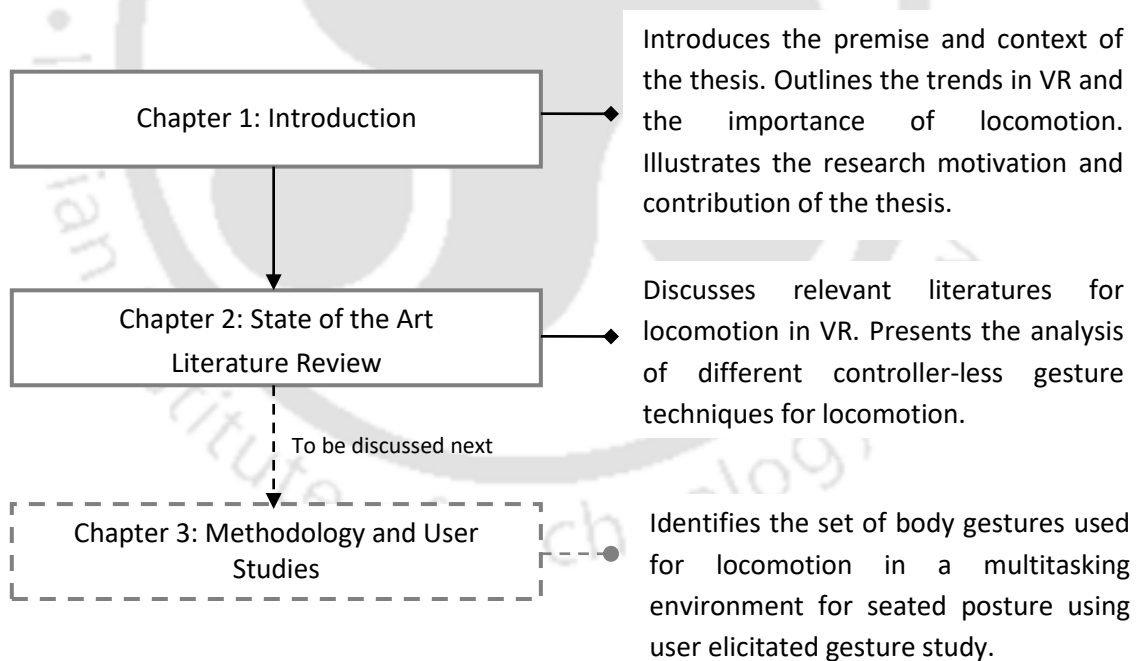 Chapter 1: Introduction
Introduces the premise and context of
the thesis. Outlines the trends in VR and
the importance of locomotion.
Illustrates the research motivation and
contribution of the thesis.
Chapter 2: State of the Art
Literature Review
Discusses relevant literatures for
locomotion in VR. Presents the analysis
of different controller-less gesture
techniques for locomotion.
To be discussed next
Chapter 3: Methodology and User
Studies
Identifies the set of body gestures used
for locomotion in a multitasking
environment for seated posture using
user elicitated gesture study.